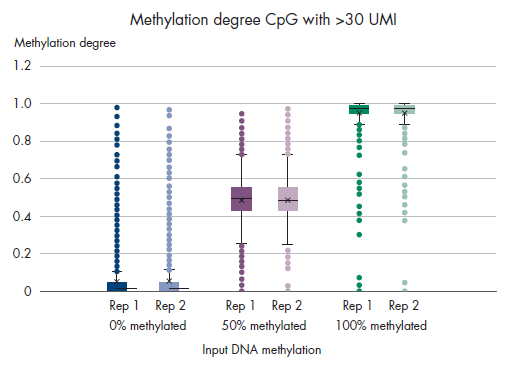 Methylation degree CpG with >30 UMI
Methylation degree
1.2
1.0
0.8
0.6
0.4
0.2
0
Rep 1 Rep 2 Rep 1 Rep 2 Rep 1 Rep 2
0% methylated 50% methylated 100% methylated
Input DNA methylation